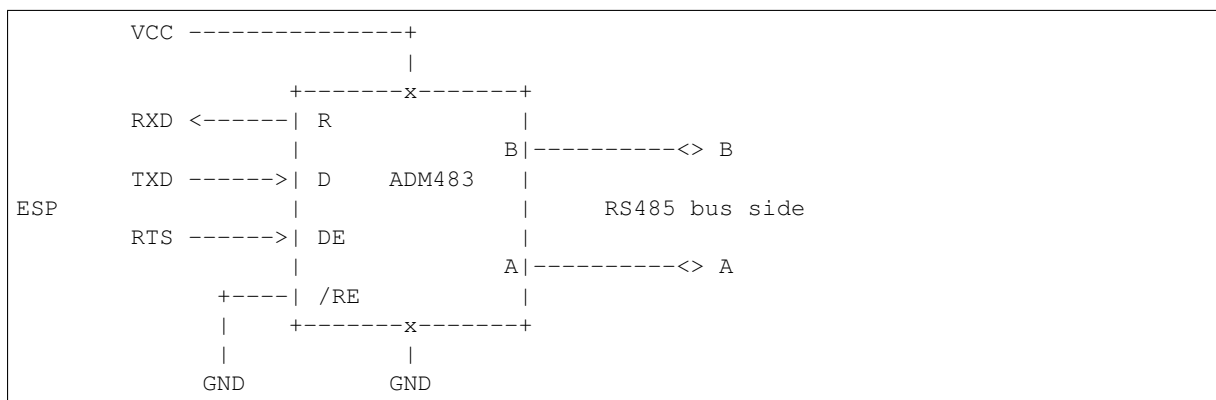 VCC ---------------+
|
+-------x-------+
RXD <------| R |
| B|----------<> B
TXD ------>| D ADM483 |
ESP | | RS485 bus side
RTS ------>| DE |
| A|----------<> A
+----| /RE |
| +-------x-------+
| |
GND GND